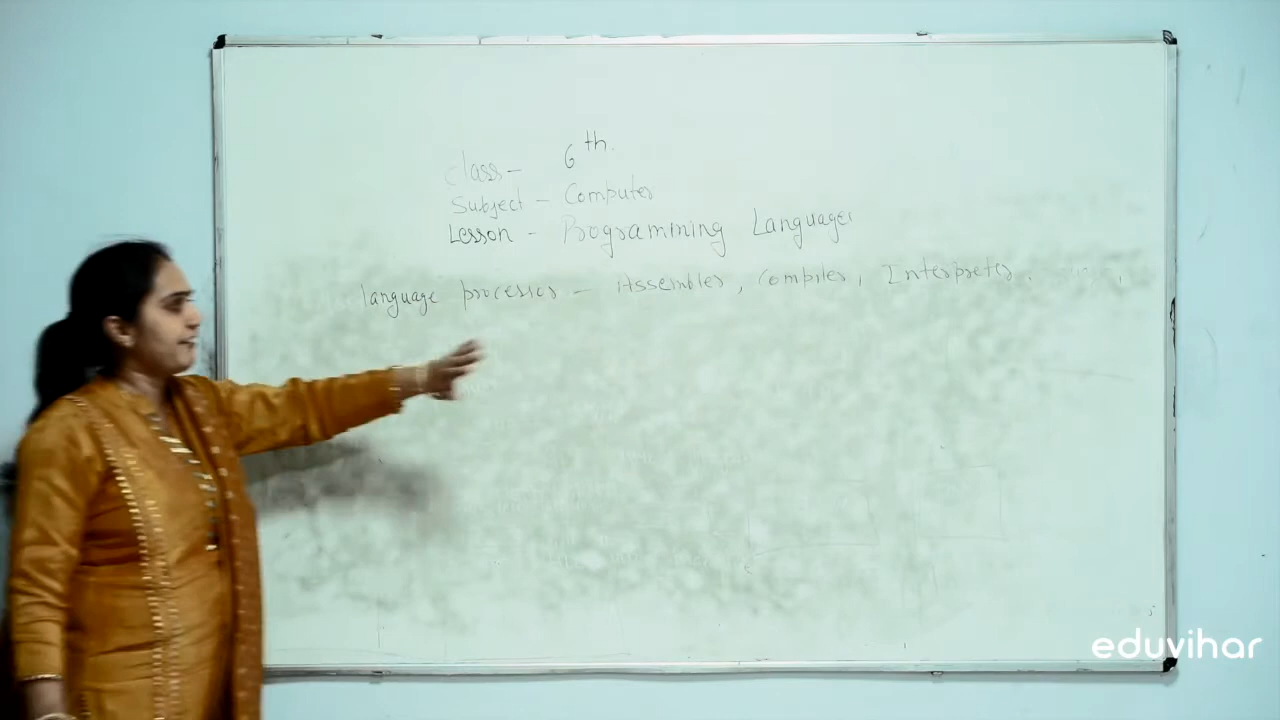 Class - 6th.
Subject - Computer
Lesson - Programming Languages
language processor - Assembler, Compiler, Interpreter.
eduvihar